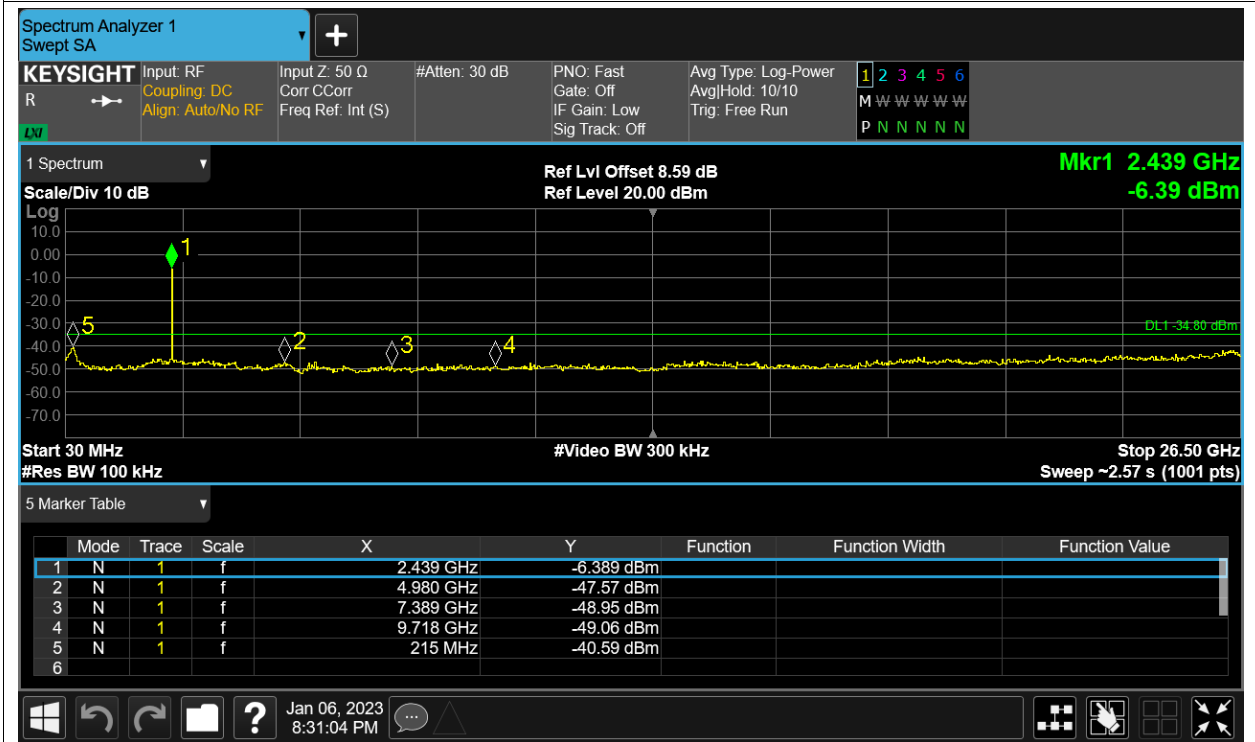 Spectrum Analyzer 1
Swept SA
+
KEYSIGHT
R
LXI
Input: RF
Coupling: DC
Align: Auto/No RF
Input Z: 50 Ω
Corr CCorr
Freq Ref: Int (S)
#Atten: 30 dB
PNO: Fast
Gate: Off
IF Gain: Low
Sig Track: Off
Avg Type: Log-Power
Avg|Hold: 10/10
Trig: Free Run
1 2 3 4 5 6
M W W W W W
P N N N N N
1 Spectrum
Scale/Div 10 dB
Ref Lvl Offset 8.59 dB
Ref Level 20.00 dBm
Mkr1 2.439 GHz
-6.39 dBm
Log
10.0
0.00
-10.0
-20.0
-30.0
-40.0
-50.0
-60.0
-70.0
1
5
2
3
4
DL1 -34.80 dBm
Start 30 MHz
#Res BW 100 kHz
#Video BW 300 kHz
Stop 26.50 GHz
Sweep ~2.57 s (1001 pts)
5 Marker Table
Mode Trace Scale X Y Function Function Width Function Value
1 N 1 f 2.439 GHz -6.389 dBm
2 N 1 f 4.980 GHz -47.57 dBm
3 N 1 f 7.389 GHz -48.95 dBm
4 N 1 f 9.718 GHz -49.06 dBm
5 N 1 f 215 MHz -40.59 dBm
6
?
Jan 06, 2023
8:31:04 PM